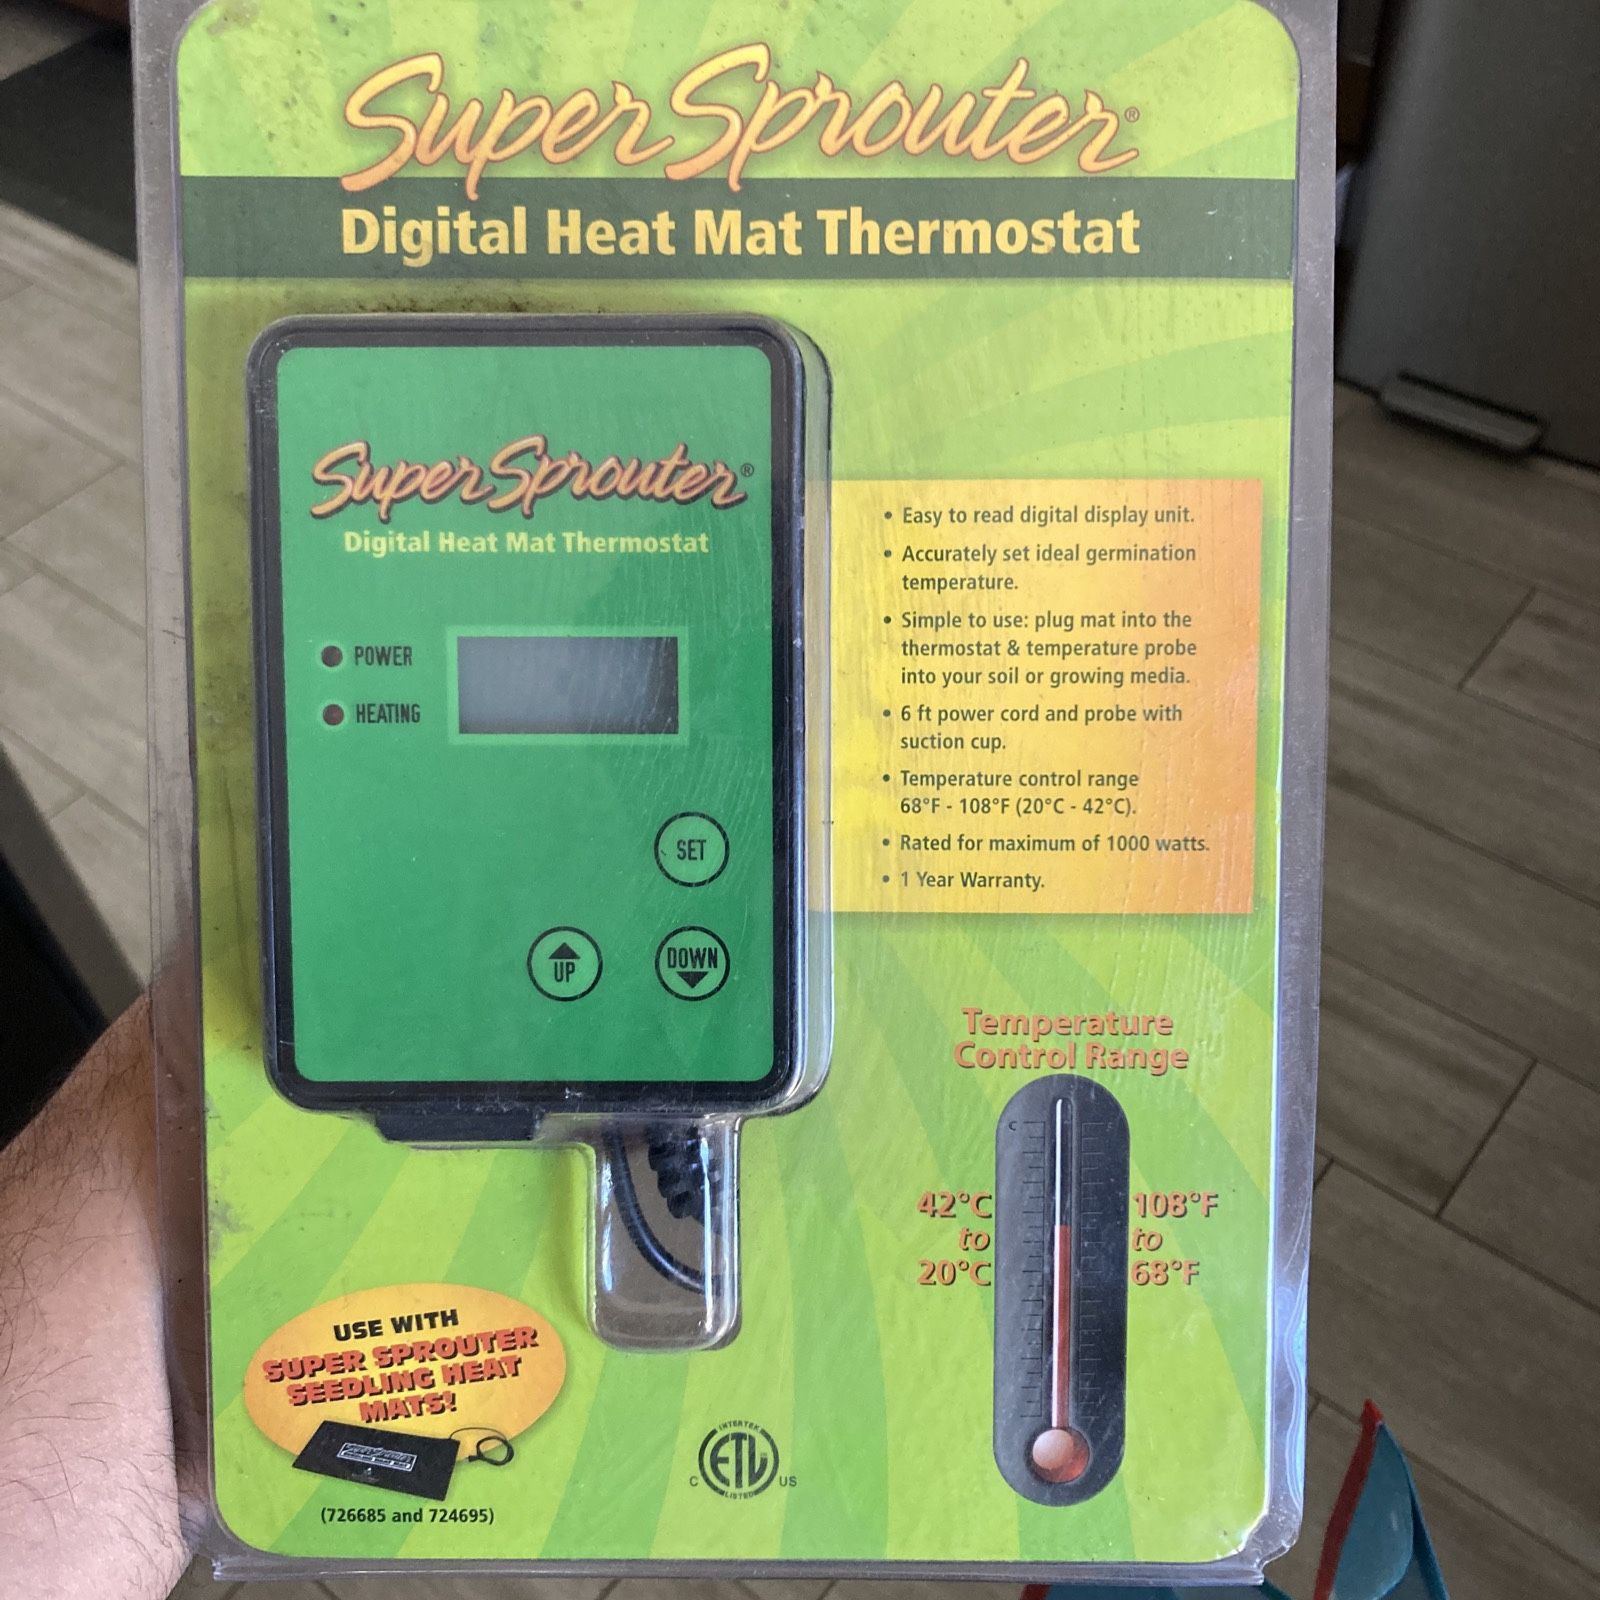 Super Sprouter®
Digital Heat Mat Thermostat
Super Sprouter®
Digital Heat Mat Thermostat
POWER
HEATING
SET
UP
DOWN
• Easy to read digital display unit.
• Accurately set ideal germination
temperature.
• Simple to use: plug mat into the
thermostat & temperature probe
into your soil or growing media.
• 6 ft power cord and probe with
suction cup.
• Temperature control range
68°F - 108°F (20°C - 42°C).
• Rated for maximum of 1000 watts.
• 1 Year Warranty.
Temperature
Control Range
C F
42°C
to
20°C
108°F
to
68°F
USE WITH
SUPER SPROUTER
SEEDLING HEAT
MATS!
Super Sprouter
(726685 and 724695)
INTERTEK
ETL
LISTED
C US